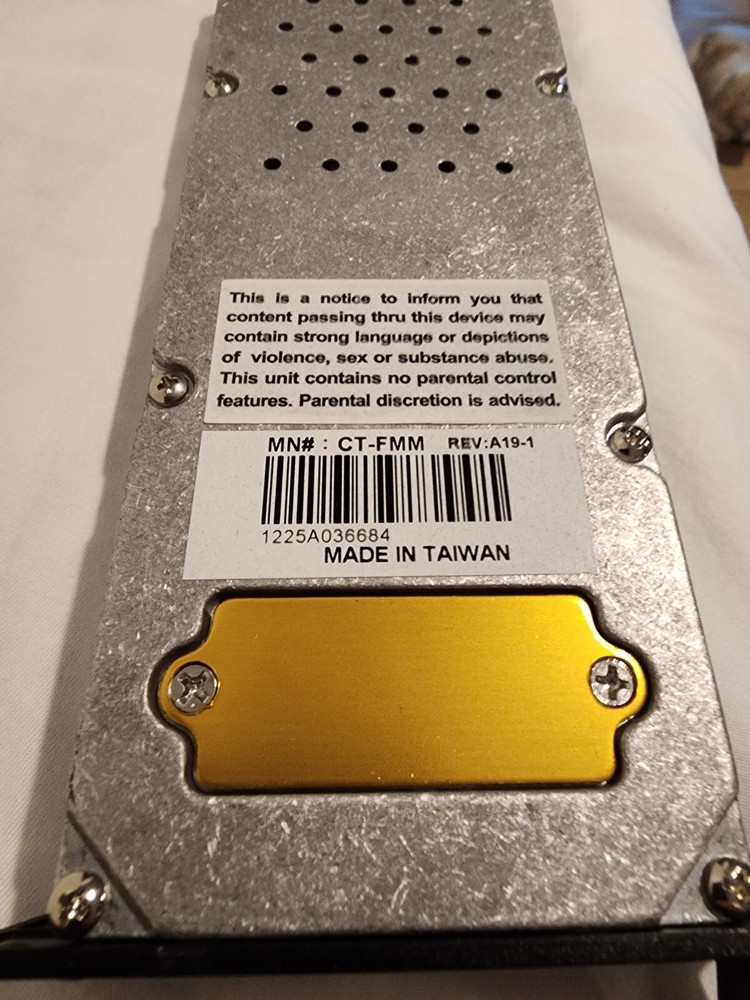 This is a notice to inform you that
content passing thru this device may
contain strong language or depictions
of violence, sex or substance abuse.
This unit contains no parental control
features. Parental discretion is advised.
MN# : CT-FMM REV:A19-1
1225A036684
MADE IN TAIWAN